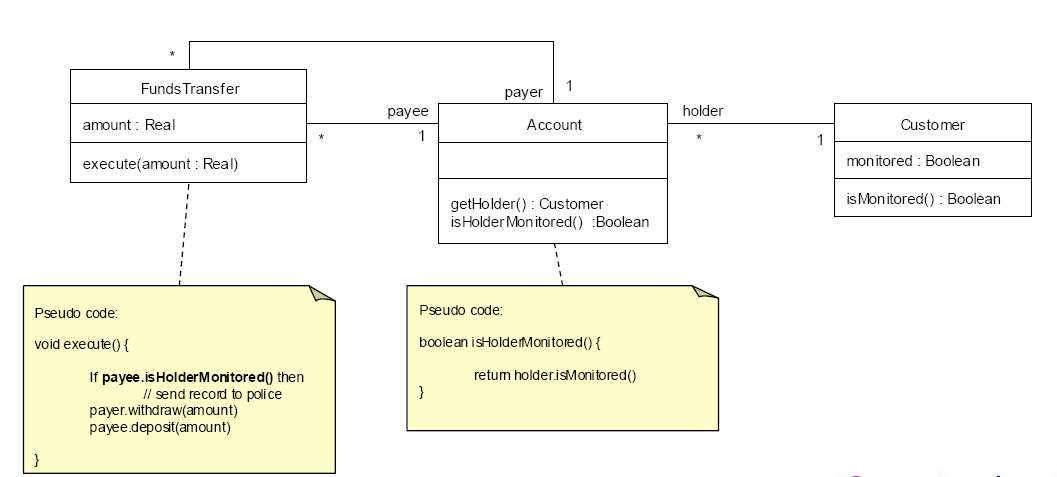 *
payer
1
FundsTransfer
amount : Real
execute(amount : Real)
payee
*
1
Account
getHolder() : Customer
isHolderMonitored()  :Boolean
holder
*
1
Customer
monitored : Boolean
isMonitored() : Boolean
Pseudo code:
void execute() {
If payee.isHolderMonitored() then
// send record to police
payer.withdraw(amount)
payee.deposit(amount)
}
Pseudo code:
boolean isHolderMonitored() {
return holder.isMonitored()
}